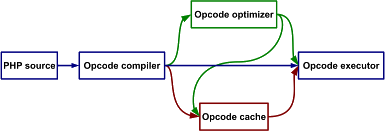 Opcode optimizer
PHP source
Opcode compiler
Opcode executor
Opcode cache